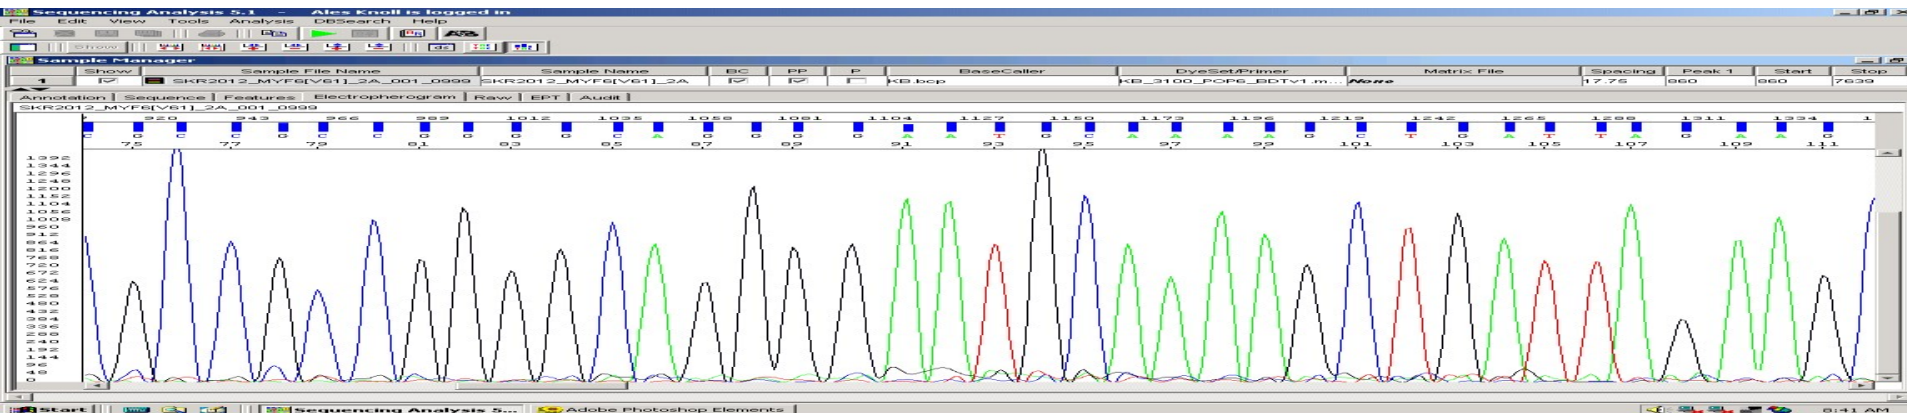 Sequencing Analysis 5.1 - Ales Knoll is logged in
File Edit View Tools Analysis DBSearch Help
Show
Sample Manager
Show Sample File Name Sample Name BC PP P BaseCaller DyeSet/Primer Matrix File Spacing Peak 1 Start Stop
1 SKR2012_MYF6[V61]_2A_001_0999 SKR2012_MYF6[V61]_2A KB.bcp KB_3100_POP6_BDTv1.m... None 17.75 860 860 7639
Annotation Sequence Features Electropherogram Raw EPT Audit
SKR2012_MYF6[V61]_2A_001_0999
920 943 966 989 1012 1035 1058 1081 1104 1127 1150 1173 1196 1219 1242 1265 1288 1311 1334 1
C G C C G C C G G G G C A G G G G A A T G C A A A A G C T G A T T A G A A G
75 77 79 81 83 85 87 89 91 93 95 97 99 101 103 105 107 109 111
1392
1344
1296
1248
1200
1152
1104
1056
1008
960
912
864
816
768
720
672
624
576
528
480
432
384
336
288
240
192
144
96
48
0
Start Sequencing Analysis 5... Adobe Photoshop Elements 8:41 AM